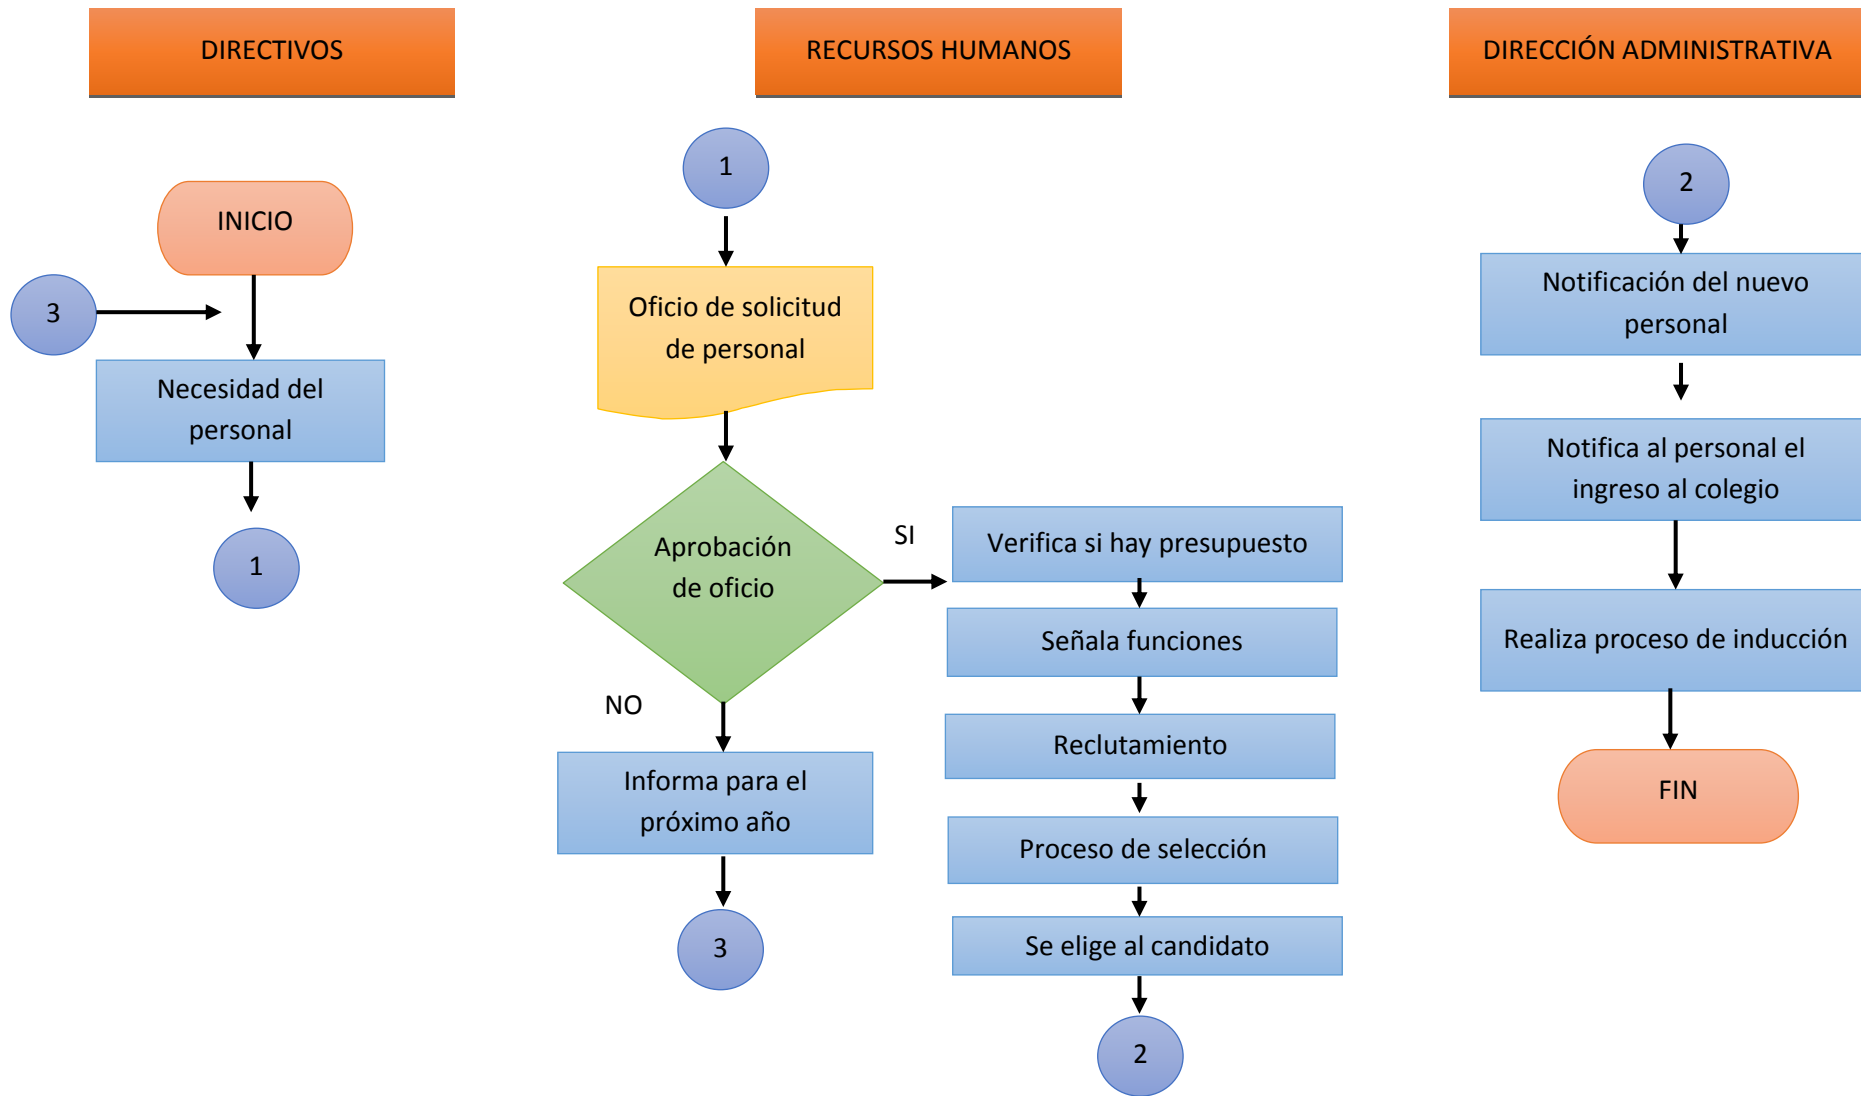 DIRECTIVOS
RECURSOS HUMANOS
DIRECCIÓN ADMINISTRATIVA
INICIO
3
Necesidad del
personal
1
1
Oficio de solicitud
de personal
Aprobación
de oficio
SI
NO
Informa para el
próximo año
3
Verifica si hay presupuesto
Señala funciones
Reclutamiento
Proceso de selección
Se elige al candidato
2
2
Notificación del nuevo
personal
Notifica al personal el
ingreso al colegio
Realiza proceso de inducción
FIN